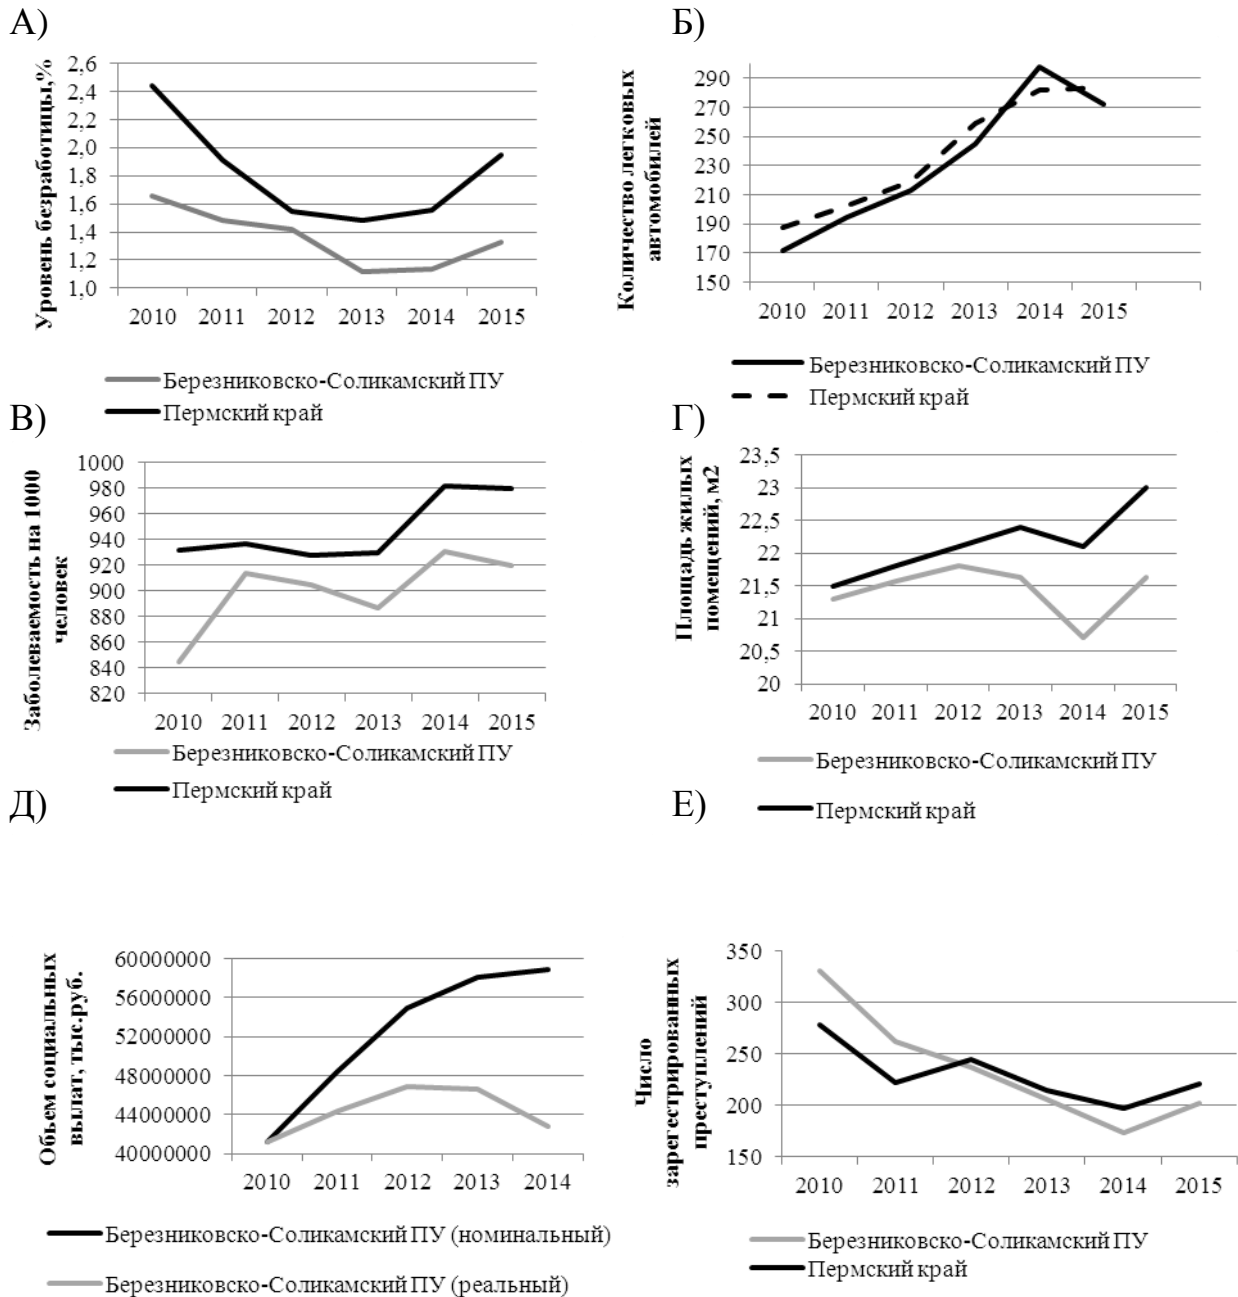 А)
Уровень безработицы,%
2,6
2,4
2,2
2,0
1,8
1,6
1,4
1,2
1,0
2010 2011 2012 2013 2014 2015
Березниковско-Соликамский ПУ
Пермский край
Б)
Количество легковых
автомобилей
290
270
250
230
210
190
170
150
2010 2011 2012 2013 2014 2015
Березниковско-Соликамский ПУ
Пермский край
В)
Заболеваемость на 1000
человек
1000
980
960
940
920
900
880
860
840
820
2010 2011 2012 2013 2014 2015
Березниковско-Соликамский ПУ
Пермский край
Г)
Площадь жилых
помещений, м2
23,5
23
22,5
22
21,5
21
20,5
20
2010 2011 2012 2013 2014 2015
Березниковско-Соликамский ПУ
Пермский край
Д)
Обьем социальных
вылат, тыс.руб.
60000000
56000000
52000000
48000000
44000000
40000000
2010 2011 2012 2013 2014
Березниковско-Соликамский ПУ (номинальный)
Березниковско-Соликамский ПУ (реальный)
Е)
Число
зарегестрированных
преступлений
350
300
250
200
150
2010 2011 2012 2013 2014 2015
Березниковско-Соликамский ПУ
Пермский край